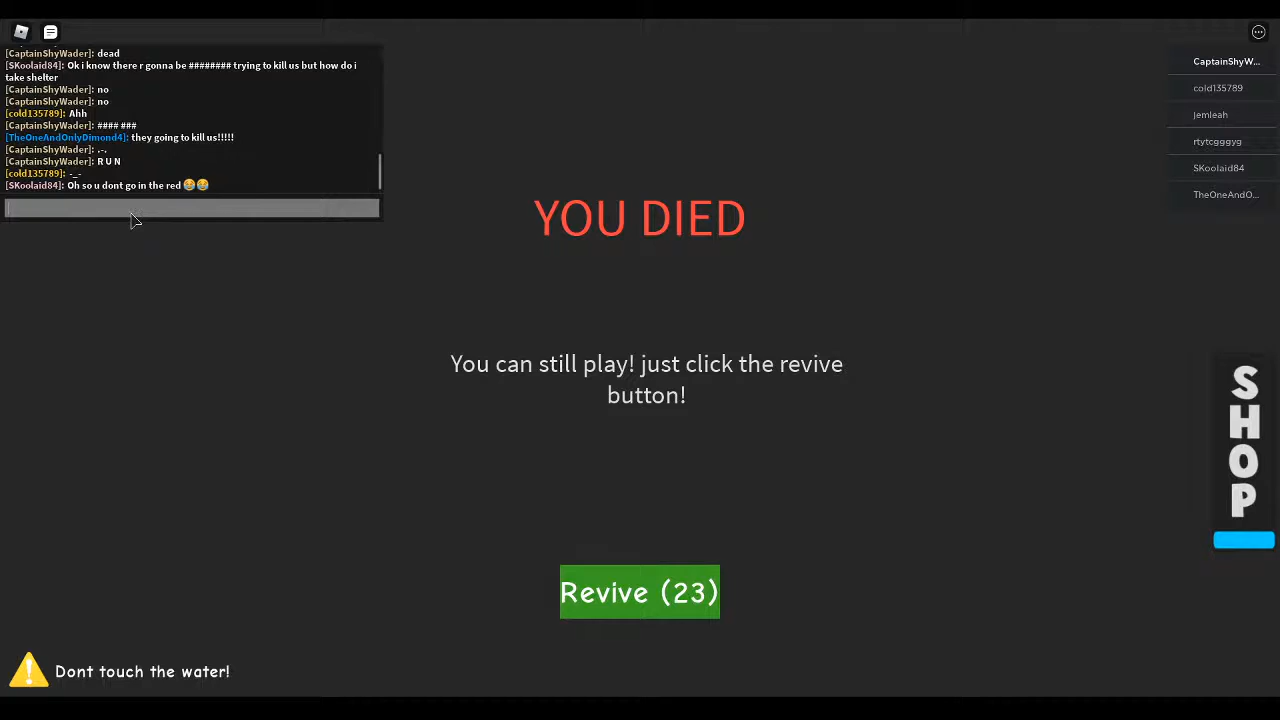 [CaptainShyWader]: dead
[SKoolaid84]: Ok i know there r gonna be ######## trying to kill us but how do i
take shelter
[CaptainShyWader]: no
[CaptainShyWader]: no
[cold135789]: Ahh
[CaptainShyWader]: #### ###
[TheOneAndOnlyDimond4]: they going to kill us!!!!!
[CaptainShyWader]: .-.
[CaptainShyWader]: R U N
[cold135789]: -_-
[SKoolaid84]: Oh so u dont go in the red 😂😂
CaptainShyW...
cold135789
jemleah
rtytcgggyg
SKoolaid84
TheOneAndO...
YOU DIED
You can still play! just click the revive
button!
S
H
O
P
Revive (23)
Dont touch the water!